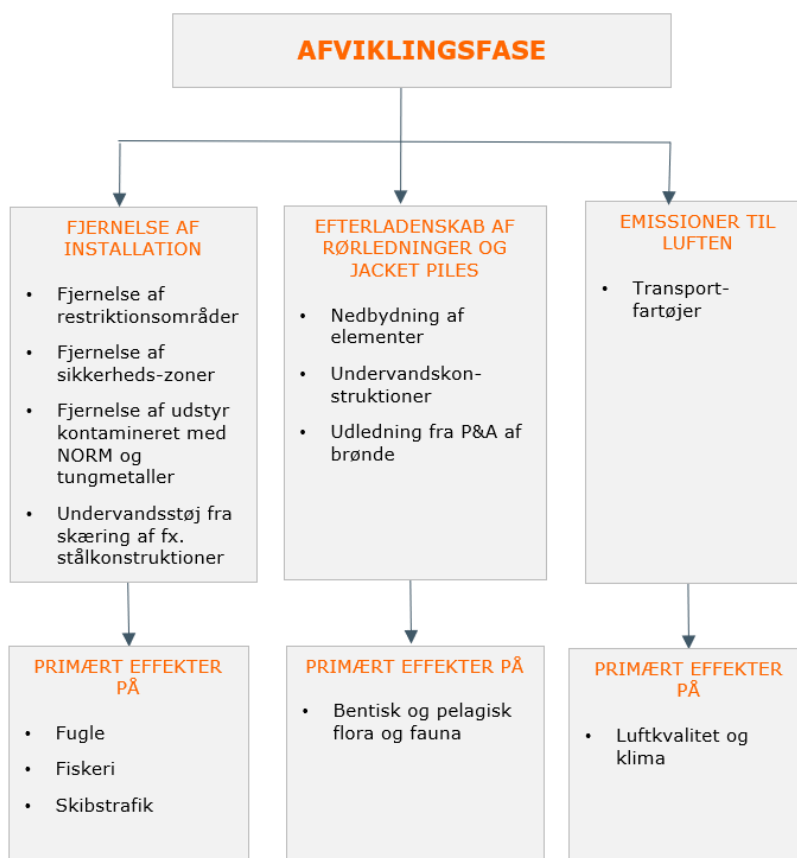 AFVIKLINGSFASE
FJERNELSE AF
INSTALLATION
• Fjernelse af
restriktionsområder
• Fjernelse af
sikkerheds-zoner
• Fjernelse af udstyr
kontamineret med
NORM og
tungmetaller
• Undervandsstøj fra
skæring af fx.
stålkonstruktioner
EFTERLADENSKAB AF
RØRLEDNINGER OG
JACKET PILES
• Nedbydning af
elementer
• Undervandskon-
struktioner
• Udledning fra P&A af
brønde
EMISSIONER TIL
LUFTEN
• Transport-
fartøjer
PRIMÆRT EFFEKTER
PÅ
• Fugle
• Fiskeri
• Skibstrafik
PRIMÆRT EFFEKTER PÅ
• Bentisk og pelagisk
flora og fauna
PRIMÆRT EFFEKTER
PÅ
• Luftkvalitet og
klima